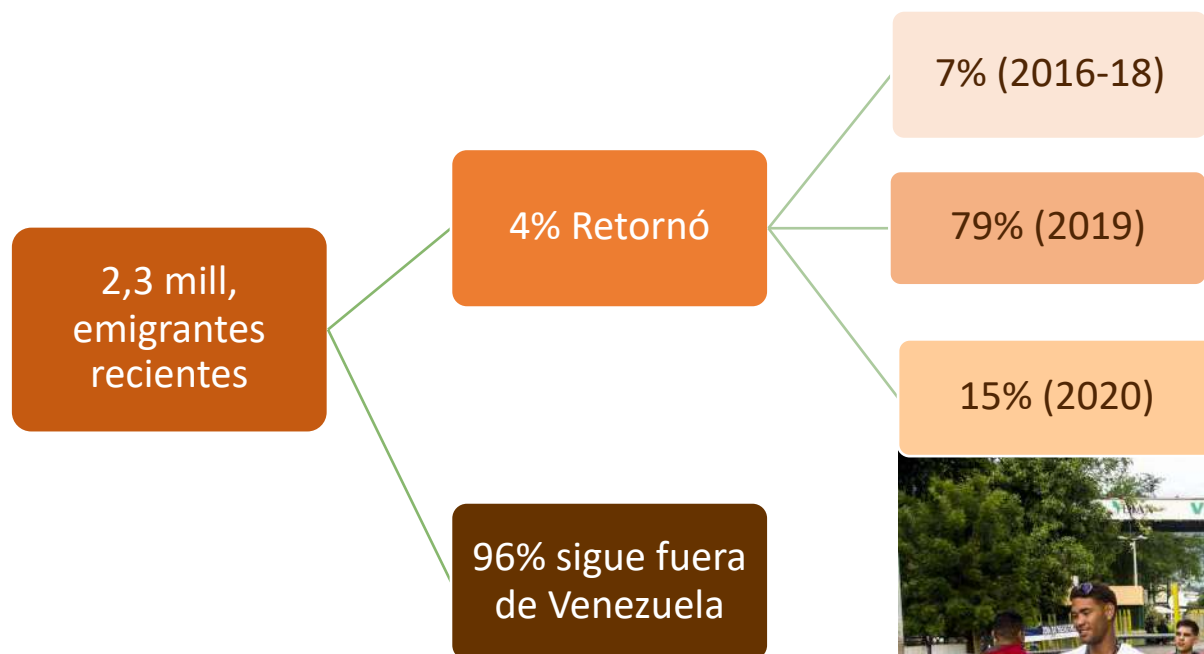 2,3 mill,
emigrantes
recientes
4% Retornó
96% sigue fuera
de Venezuela
7% (2016-18)
79% (2019)
15% (2020)